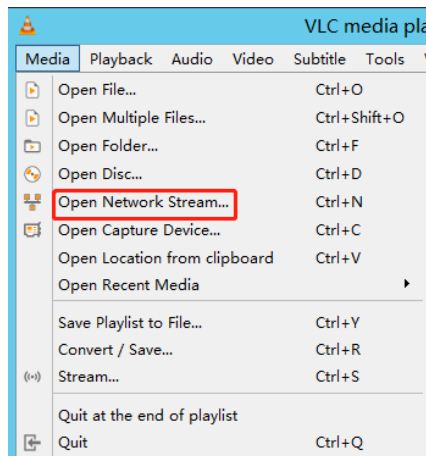 VLC media pla
Media Playback Audio Video Subtitle Tools
Open File... Ctrl+O
Open Multiple Files... Ctrl+Shift+O
Open Folder... Ctrl+F
Open Disc... Ctrl+D
Open Network Stream... Ctrl+N
Open Capture Device... Ctrl+C
Open Location from clipboard Ctrl+V
Open Recent Media
Save Playlist to File... Ctrl+Y
Convert / Save... Ctrl+R
Stream... Ctrl+S
Quit at the end of playlist
Quit Ctrl+Q